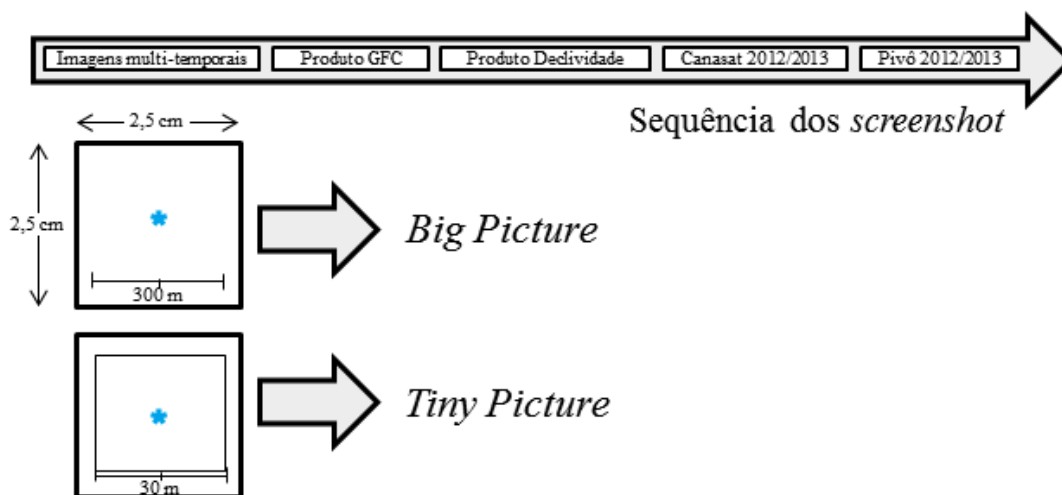 Imagens multi-temporais Produto GFC Produto Declividade Canasat 2012/2013 Pivô 2012/2013
Sequência dos screenshot
2,5 cm
2,5 cm
*
Big Picture
300 m
*
Tiny Picture
30 m